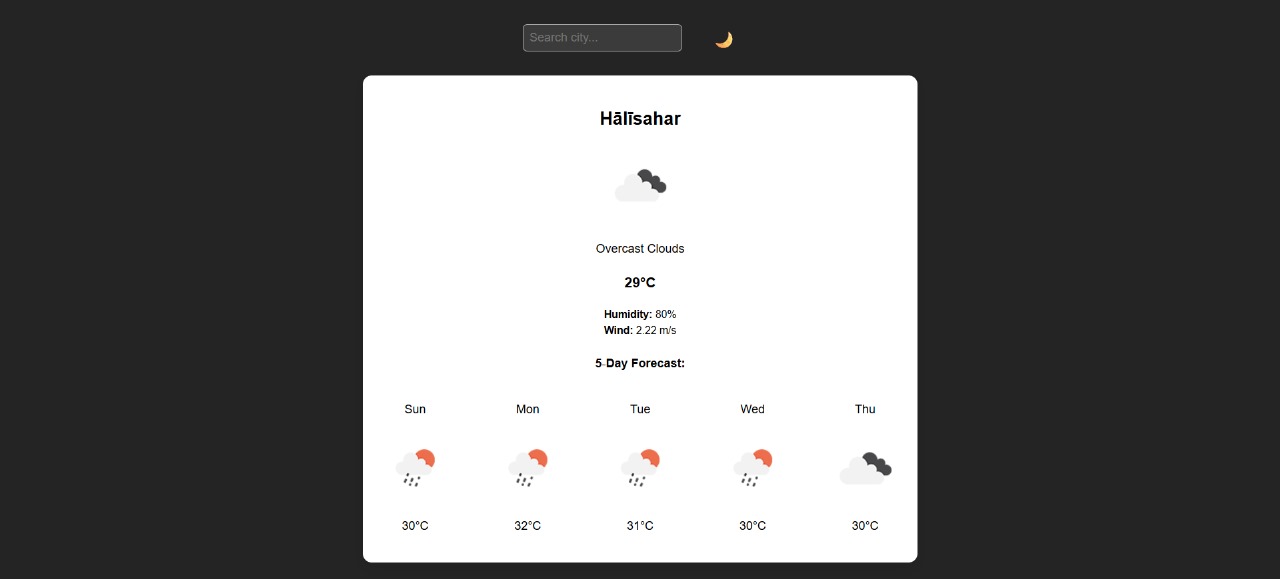 Search city...
Hālīsahar
Overcast Clouds
29°C
Humidity: 80%
Wind: 2.22 m/s
5-Day Forecast:
Sun Mon Tue Wed Thu
30°C 32°C 31°C 30°C 30°C